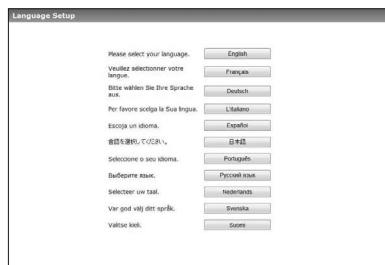 Language Setup
Please select your language. English
Veuillez sélectionner votre
langue. Français
Bitte wählen Sie Ihre Sprache
aus. Deutsch
Per favore scelga la Sua lingua. L'italiano
Escoja un idioma. Español
言語を選択してください。 日本語
Seleccione o seu idioma. Português
Выберите язык. Русский язык
Selecteer uw taal. Nederlands
Var god välj ditt språk. Svenska
Valitse kieli. Suomi